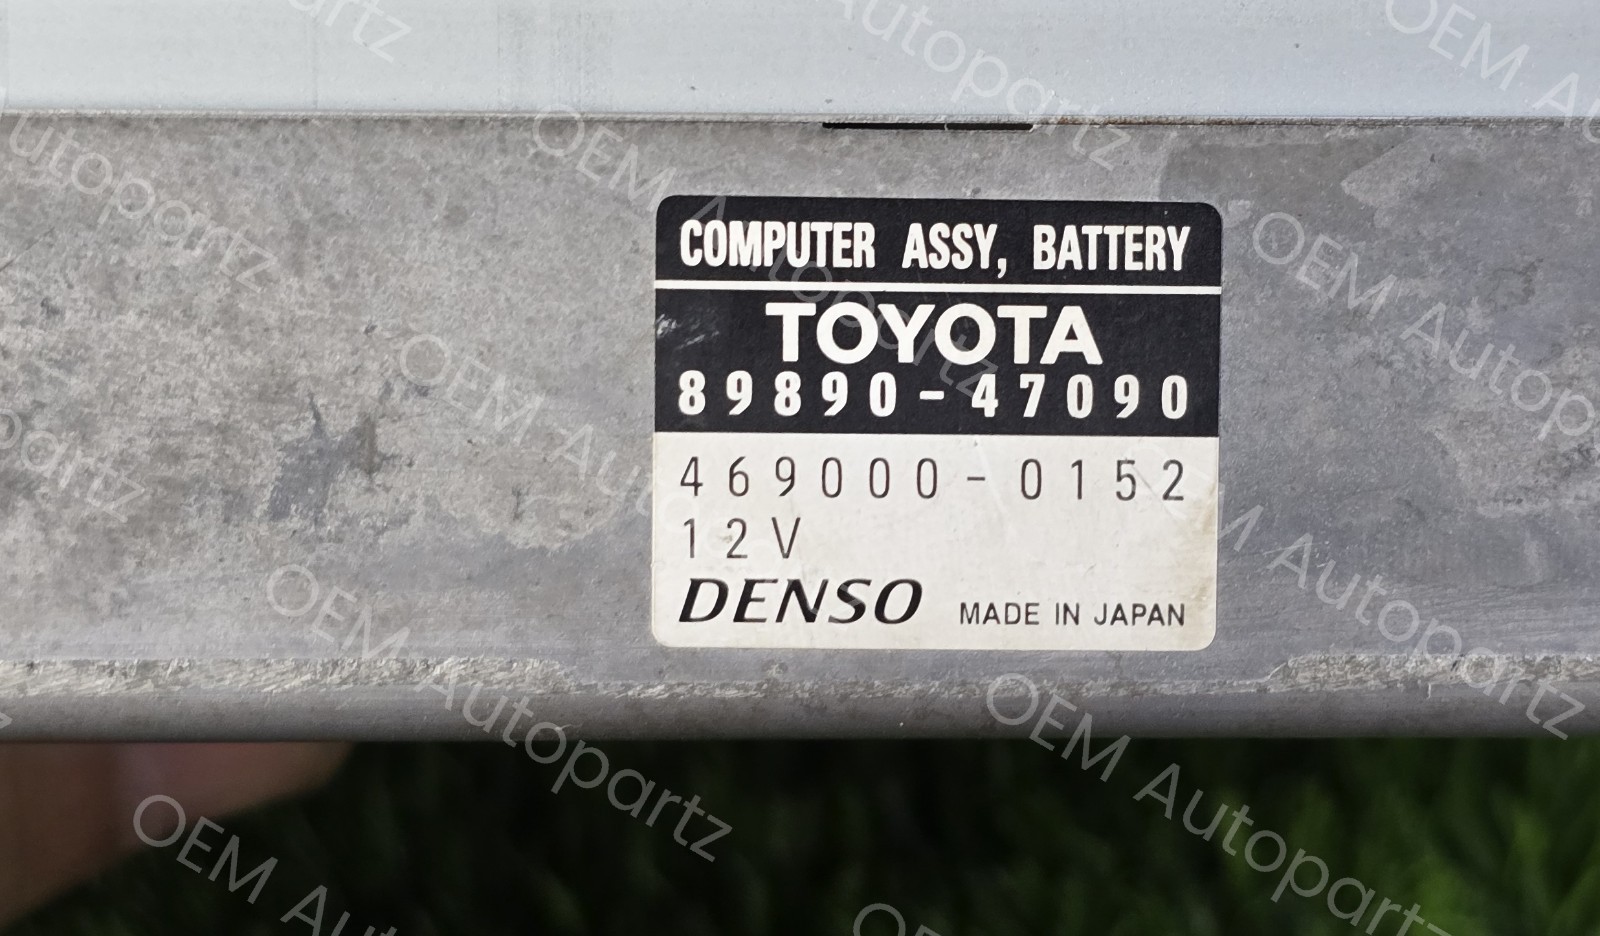 COMPUTER ASSY, BATTERY
TOYOTA
89890-47090
469000-0152
12V
DENSO MADE IN JAPAN
OEM Autopartz